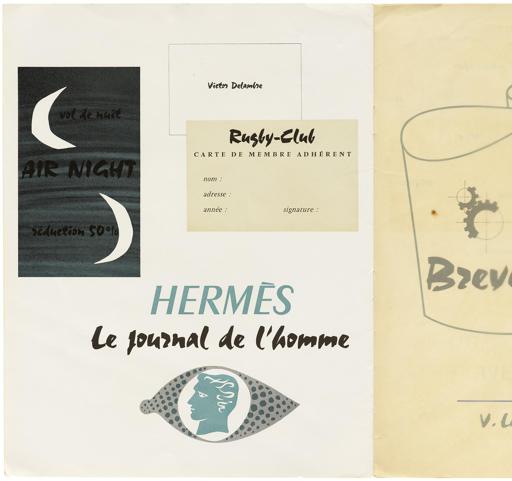 Victor Delambre
vol de nuit
AIR NIGHT
réduction 50%
Rugby-Club
CARTE DE MEMBRE ADHÉRENT
nom :
adresse :
année : signature :
HERMÈS
Le journal de l'homme
V.